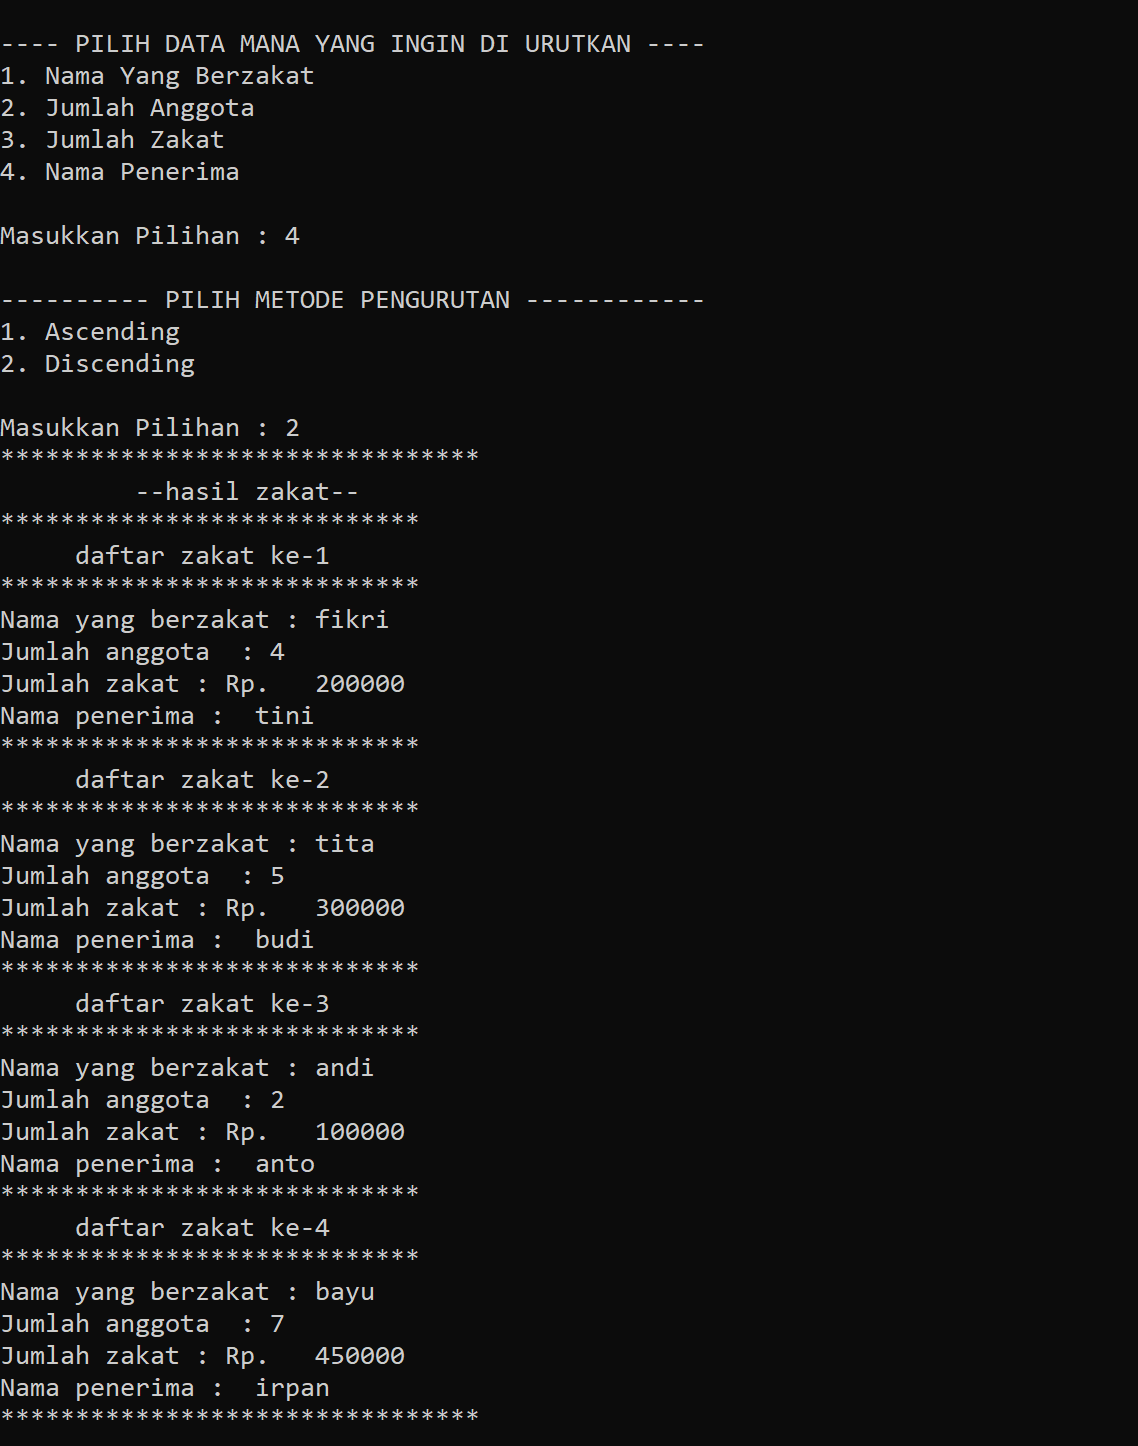 ---- PILIH DATA MANA YANG INGIN DI URUTKAN ----
1. Nama Yang Berzakat
2. Jumlah Anggota
3. Jumlah Zakat
4. Nama Penerima
Masukkan Pilihan : 4
---------- PILIH METODE PENGURUTAN ------------
1. Ascending
2. Discending
Masukkan Pilihan : 2
********************************
--hasil zakat--
****************************
daftar zakat ke-1
****************************
Nama yang berzakat : fikri
Jumlah anggota  : 4
Jumlah zakat : Rp.   200000
Nama penerima :  tini
****************************
daftar zakat ke-2
****************************
Nama yang berzakat : tita
Jumlah anggota  : 5
Jumlah zakat : Rp.   300000
Nama penerima :  budi
****************************
daftar zakat ke-3
****************************
Nama yang berzakat : andi
Jumlah anggota  : 2
Jumlah zakat : Rp.   100000
Nama penerima :  anto
****************************
daftar zakat ke-4
****************************
Nama yang berzakat : bayu
Jumlah anggota  : 7
Jumlah zakat : Rp.   450000
Nama penerima :  irpan
********************************